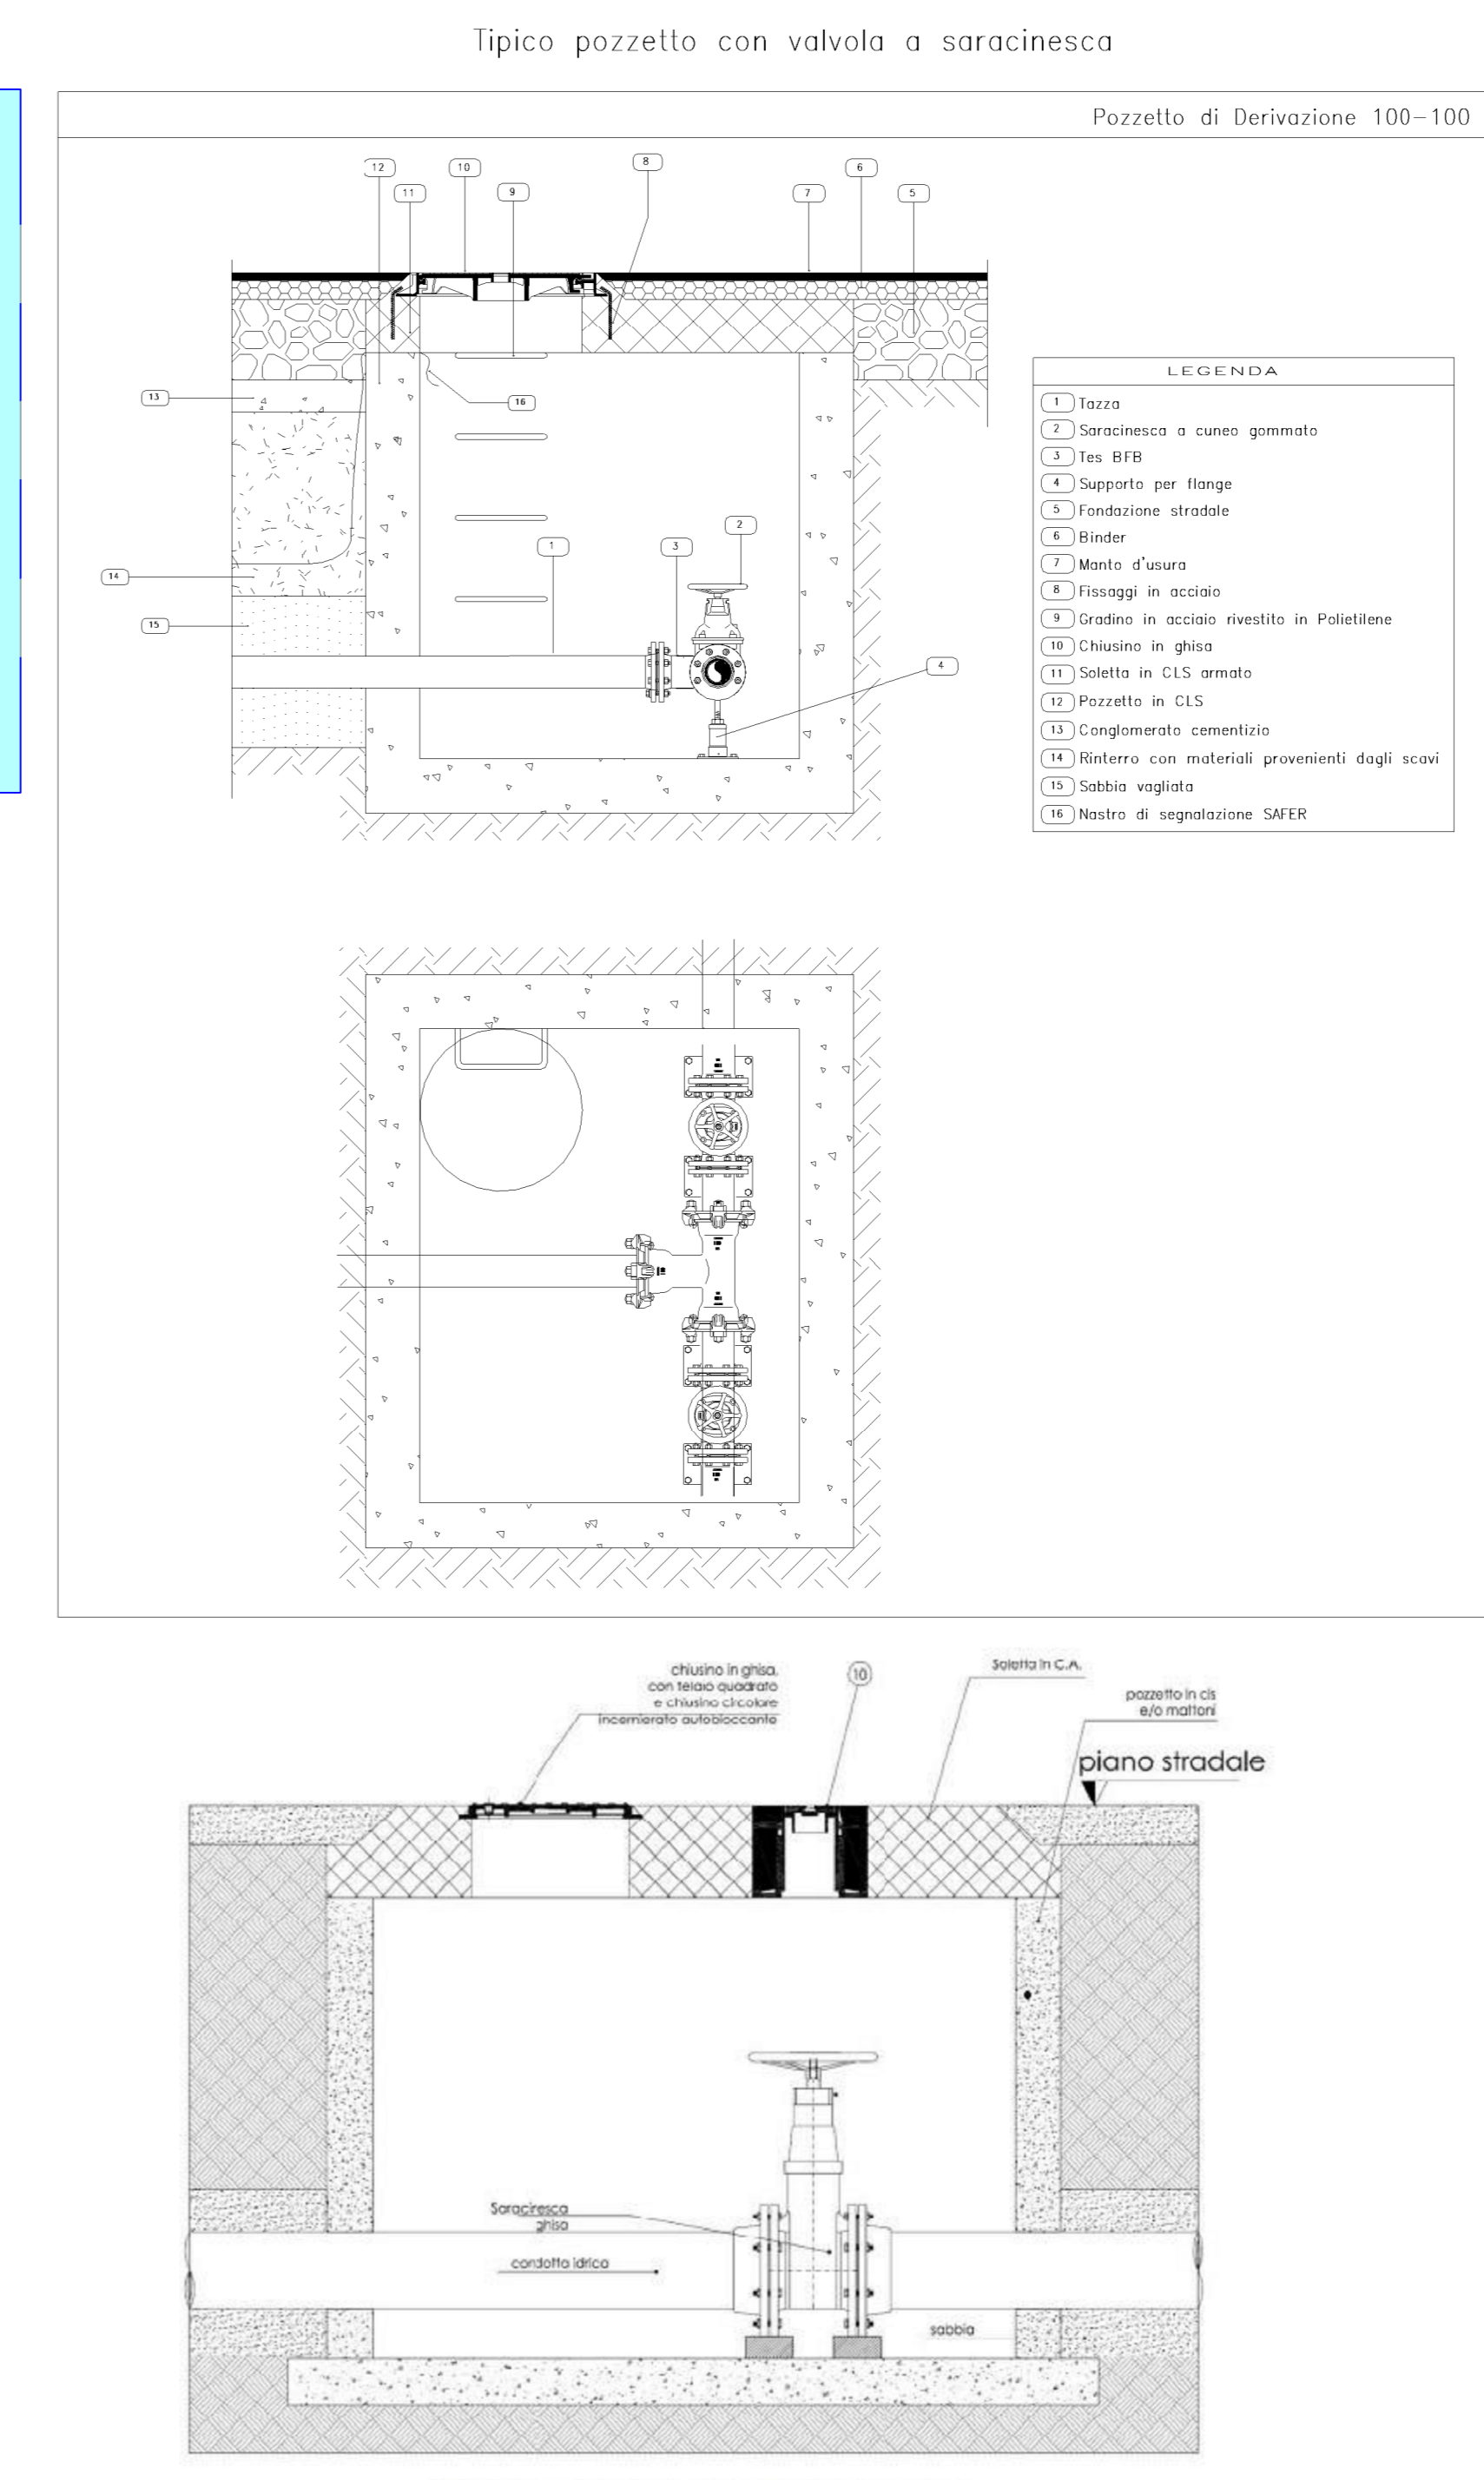 Tipico pozzetto con valvola a saracinesca
Pozzetto di Derivazione 100-100
12
10
8
6
11
9
7
5
13
16
2
1
3
14
15
4
LEGENDA
1 Tazza
2 Saracinesca a cuneo gommato
3 Tes BFB
4 Supporto per flange
5 Fondazione stradale
6 Binder
7 Manto d'usura
8 Fissaggi in acciaio
9 Gradino in acciaio rivestito in Polietilene
10 Chiusino in ghisa
11 Soletta in CLS armato
12 Pozzetto in CLS
13 Conglomerato cementizio
14 Rinterro con materiali provenienti dagli scavi
15 Sabbia vagliata
16 Nastro di segnalazione SAFER
chiusino in ghisa,
con telaio quadrato
e chiusino circolare
incernierato autobloccante
10
Soletta in C.A.
pozzetto in cls
e/o mattoni
piano stradale
Saracinesca
ghisa
condotta idrica
sabbia